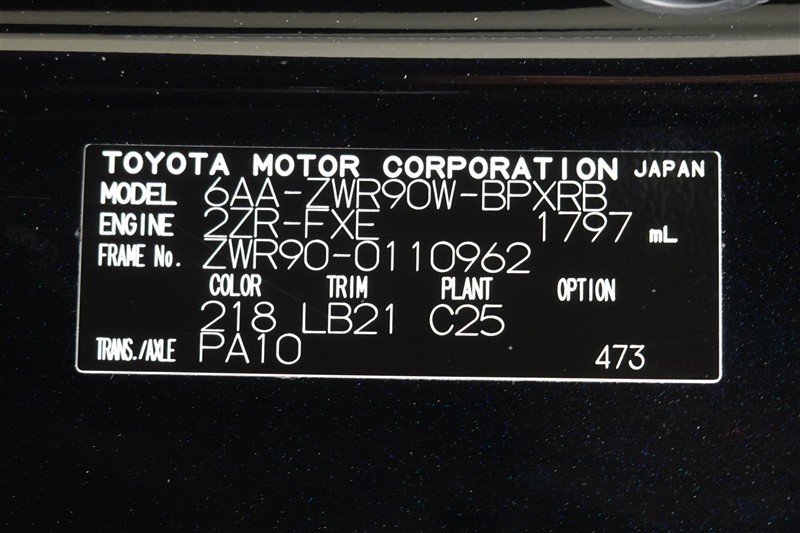 TOYOTA MOTOR CORPORATION JAPAN
MODEL 6AA-ZWR90W-BPXRB
ENGINE 2ZR-FXE 1797 mL
FRAME No. ZWR90-0110962
COLOR TRIM PLANT OPTION
218 LB21 C25
TRANS./AXLE PA10 473